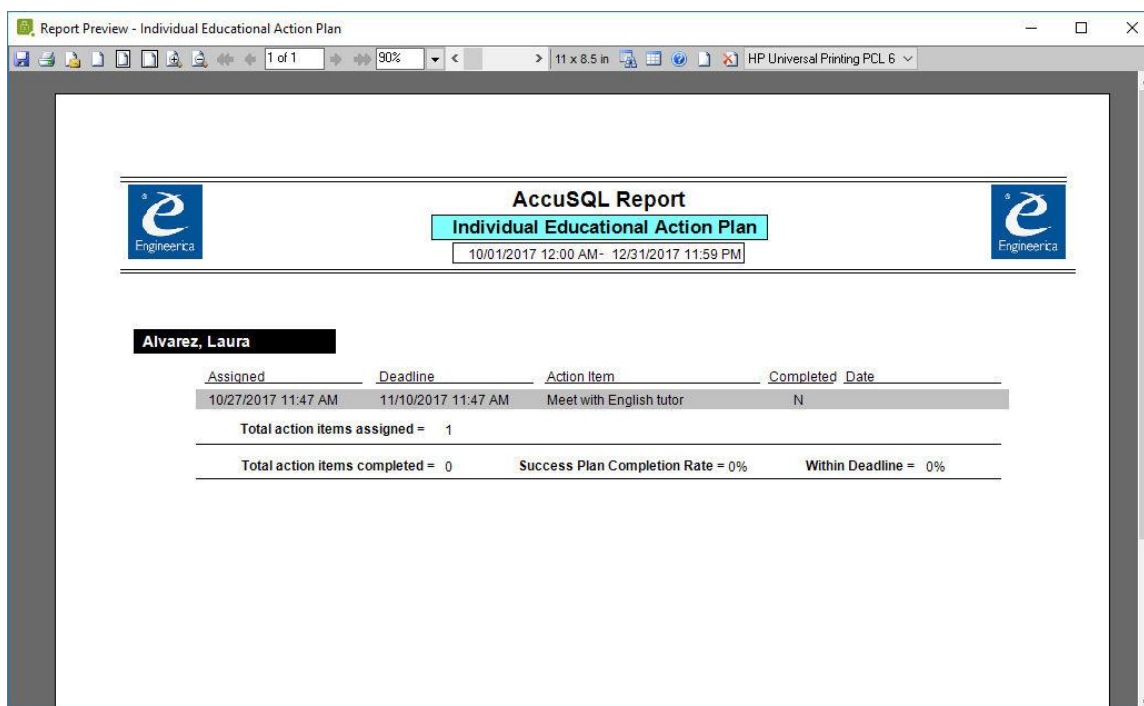 Report Preview - Individual Educational Action Plan
1 of 1 90% 11 x 8.5 in HP Universal Printing PCL 6
AccuSQL Report
Individual Educational Action Plan
10/01/2017 12:00 AM- 12/31/2017 11:59 PM
® e Engineerica
® e Engineerica
Alvarez, Laura
Assigned Deadline Action Item Completed Date
10/27/2017 11:47 AM 11/10/2017 11:47 AM Meet with English tutor N
Total action items assigned = 1
Total action items completed = 0 Success Plan Completion Rate = 0% Within Deadline = 0%